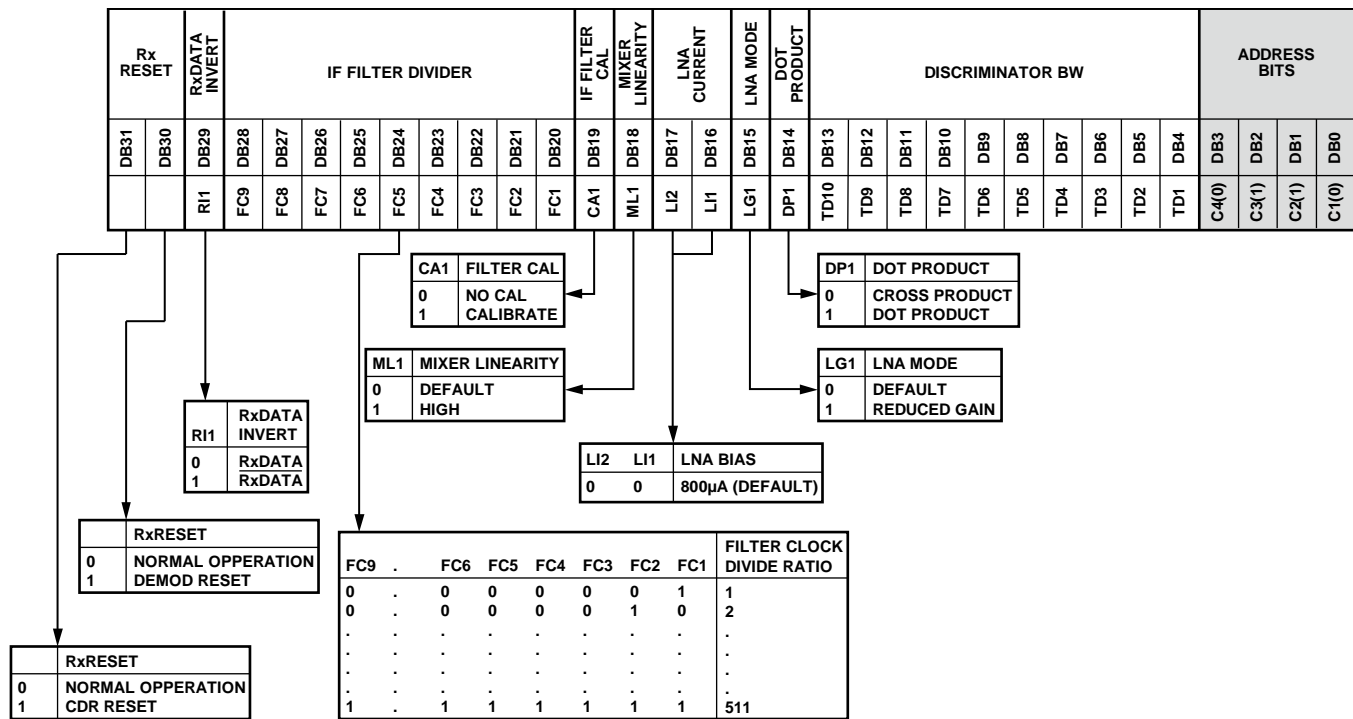 Rx RESET
RxDATA INVERT
IF FILTER DIVIDER
IF FILTER CAL
MIXER LINEARITY
LNA CURRENT
LNA MODE
DOT PRODUCT
DISCRIMINATOR BW
ADDRESS BITS
DB31 DB30 DB29 DB28 DB27 DB26 DB25 DB24 DB23 DB22 DB21 DB20 DB19 DB18 DB17 DB16 DB15 DB14 DB13 DB12 DB11 DB10 DB9 DB8 DB7 DB6 DB5 DB4 DB3 DB2 DB1 DB0
RI1 FC9 FC8 FC7 FC6 FC5 FC4 FC3 FC2 FC1 CA1 ML1 LI2 LI1 LG1 DP1 TD10 TD9 TD8 TD7 TD6 TD5 TD4 TD3 TD2 TD1 C4(0) C3(1) C2(1) C1(0)
CA1 FILTER CAL
0 NO CAL
1 CALIBRATE
DP1 DOT PRODUCT
0 CROSS PRODUCT
1 DOT PRODUCT
ML1 MIXER LINEARITY
0 DEFAULT
1 HIGH
LG1 LNA MODE
0 DEFAULT
1 REDUCED GAIN
RI1 RxDATA INVERT
0 RxDATA
1 RxDATA
LI2 LI1 LNA BIAS
0 0 800µA (DEFAULT)
RxRESET
0 NORMAL OPPERATION
1 DEMOD RESET
FC9 . FC6 FC5 FC4 FC3 FC2 FC1 FILTER CLOCK DIVIDE RATIO
0 . 0 0 0 0 0 1 1
0 . 0 0 0 0 1 0 2
. . . . . . . . .
. . . . . . . . .
. . . . . . . . .
. . . . . . . . .
1 . 1 1 1 1 1 1 511
RxRESET
0 NORMAL OPPERATION
1 CDR RESET